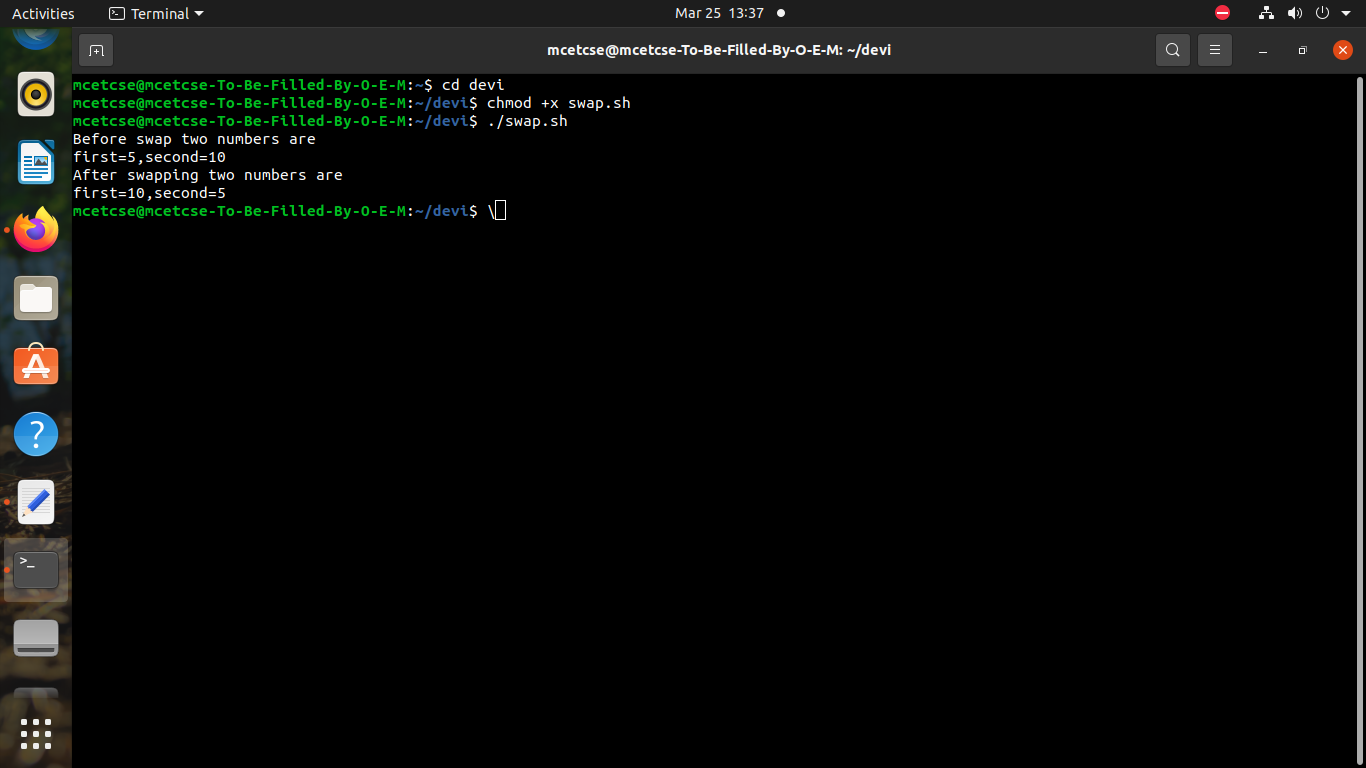 Activities Terminal Mar 25 13:37
mcetcse@mcetcse-To-Be-Filled-By-O-E-M: ~/devi
mcetcse@mcetcse-To-Be-Filled-By-O-E-M:~$ cd devi
mcetcse@mcetcse-To-Be-Filled-By-O-E-M:~/devi$ chmod +x swap.sh
mcetcse@mcetcse-To-Be-Filled-By-O-E-M:~/devi$ ./swap.sh
Before swap two numbers are
first=5,second=10
After swapping two numbers are
first=10,second=5
mcetcse@mcetcse-To-Be-Filled-By-O-E-M:~/devi$ \